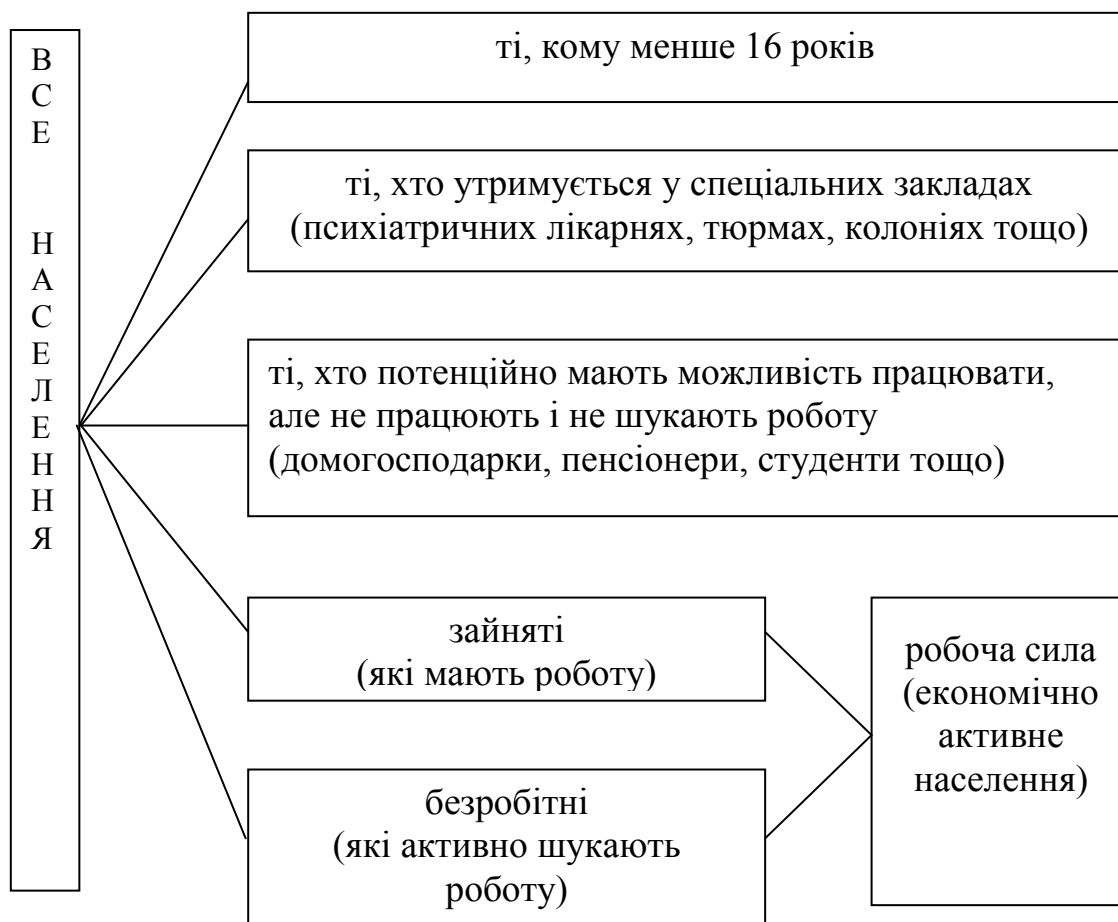 ВСЕ НАСЕЛЕННЯ
ті, кому менше 16 років
ті, хто утримується у спеціальних закладах
(психіатричних лікарнях, тюрмах, колоніях тощо)
ті, хто потенційно мають можливість працювати,
але не працюють і не шукають роботу
(домогосподарки, пенсіонери, студенти тощо)
зайняті
(які мають роботу)
безробітні
(які активно шукають
роботу)
робоча сила
(економічно
активне
населення)